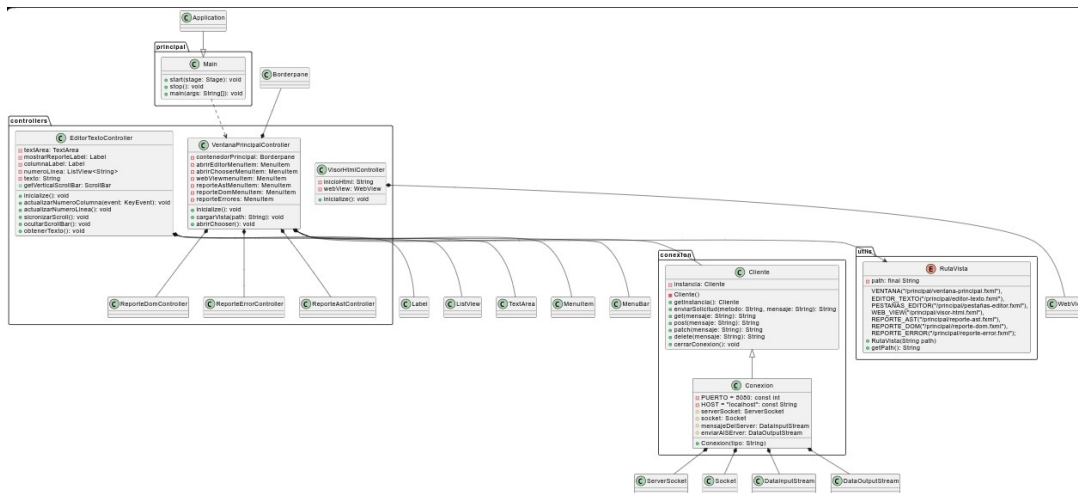 C Application
principal
C Main
start(stage: Stage): void
stop(): void
main(args: String[]): void
C Borderpane
controllers
C EditorTextoController
textArea: TextArea
mostrarReporteLabel: Label
columnaLabel: Label
numeroLinea: ListView<String>
texto: String
getVerticalScrollBar: ScrollBar
inicialize(): void
actualizarNumeroColumna(event: KeyEvent): void
actualizarNumeroLinea(): void
sicronizarScroll(): void
ocultarScrollBar(): void
obtenerTexto(): void
C VentanaPrincipalController
contenedorPrincipal: Borderpane
abrirEditorMenuItem: MenuItem
abrirChooserMenuItem: MenuItem
webViewmenuItem: MenuItem
reporteAstMenuItem: MenuItem
reporteDomMenuItem: MenuItem
reporteErrores: MenuItem
inicialize(): void
cargarVista(path: String): void
abrirChooser(): void
C VisorHtmlController
inicioHtml: String
webView: WebView
inicialize(): void
C ReporteDomController
C ReporteErrorController
C ReporteAstController
C Label
C ListView
C TextArea
C MenuItem
C MenuBar
conexion
C Cliente
instancia: Cliente
Cliente()
getInstancia(): Cliente
enviarSolicitud(metodo: String, mensaje: String): String
get(mensaje: String): String
post(mensaje: String): String
patch(mensaje: String): String
delete(mensaje: String): String
cerrarConexion(): void
C Conexion
PUERTO = 5050: const int
HOST = "localhost": const String
serverSocket: ServerSocket
socket: Socket
mensajeDelServer: DataInputStream
enviarAlSErver: DataOutputStream
Conexion(tipo: String)
C ServerSocket
C Socket
C DataInputStream
C DataOutputStream
utils
E RutaVista
path: final String
VENTANA("/principal/ventana-principal.fxml"),
EDITOR_TEXTO("/principal/editor-texto.fxml"),
PESTAÑAS_EDITOR("/principal/pestañas-editor.fxml"),
WEB_VIEW("/principal/visor-html.fxml"),
REPORTE_AST("/principal/reporte-ast.fxml"),
REPORTE_DOM("/principal/reporte-dom.fxml"),
REPORTE_ERROR("/principal/reporte-error.fxml");
RutaVista(String path)
getPath(): String
C WebVi